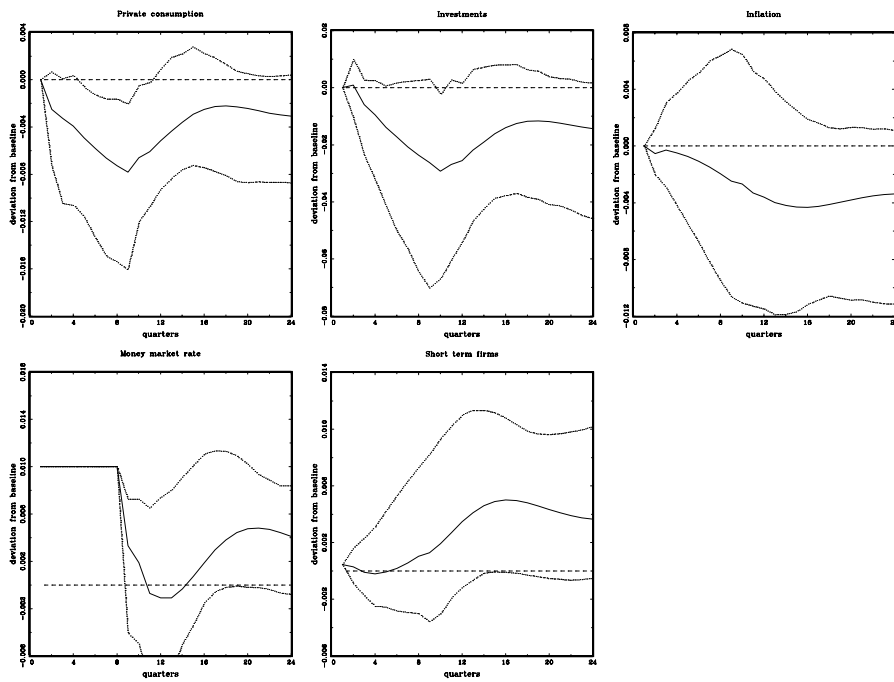 Private consumption
deviation from baseline
0.004
0.000
-0.004
-0.008
-0.012
-0.016
-0.020
0 4 8 12 16 20 24
quarters
Investments
deviation from baseline
0.02
0.00
-0.02
-0.04
-0.06
-0.08
0 4 8 12 16 20 24
quarters
Inflation
deviation from baseline
0.008
0.004
0.000
-0.004
-0.008
-0.012
0 4 8 12 16 20 24
quarters
Money market rate
deviation from baseline
0.018
0.014
0.010
0.006
0.002
-0.002
-0.006
0 4 8 12 16 20 24
quarters
Short term firms
deviation from baseline
0.014
0.010
0.006
0.002
-0.002
-0.006
0 4 8 12 16 20 24
quarters